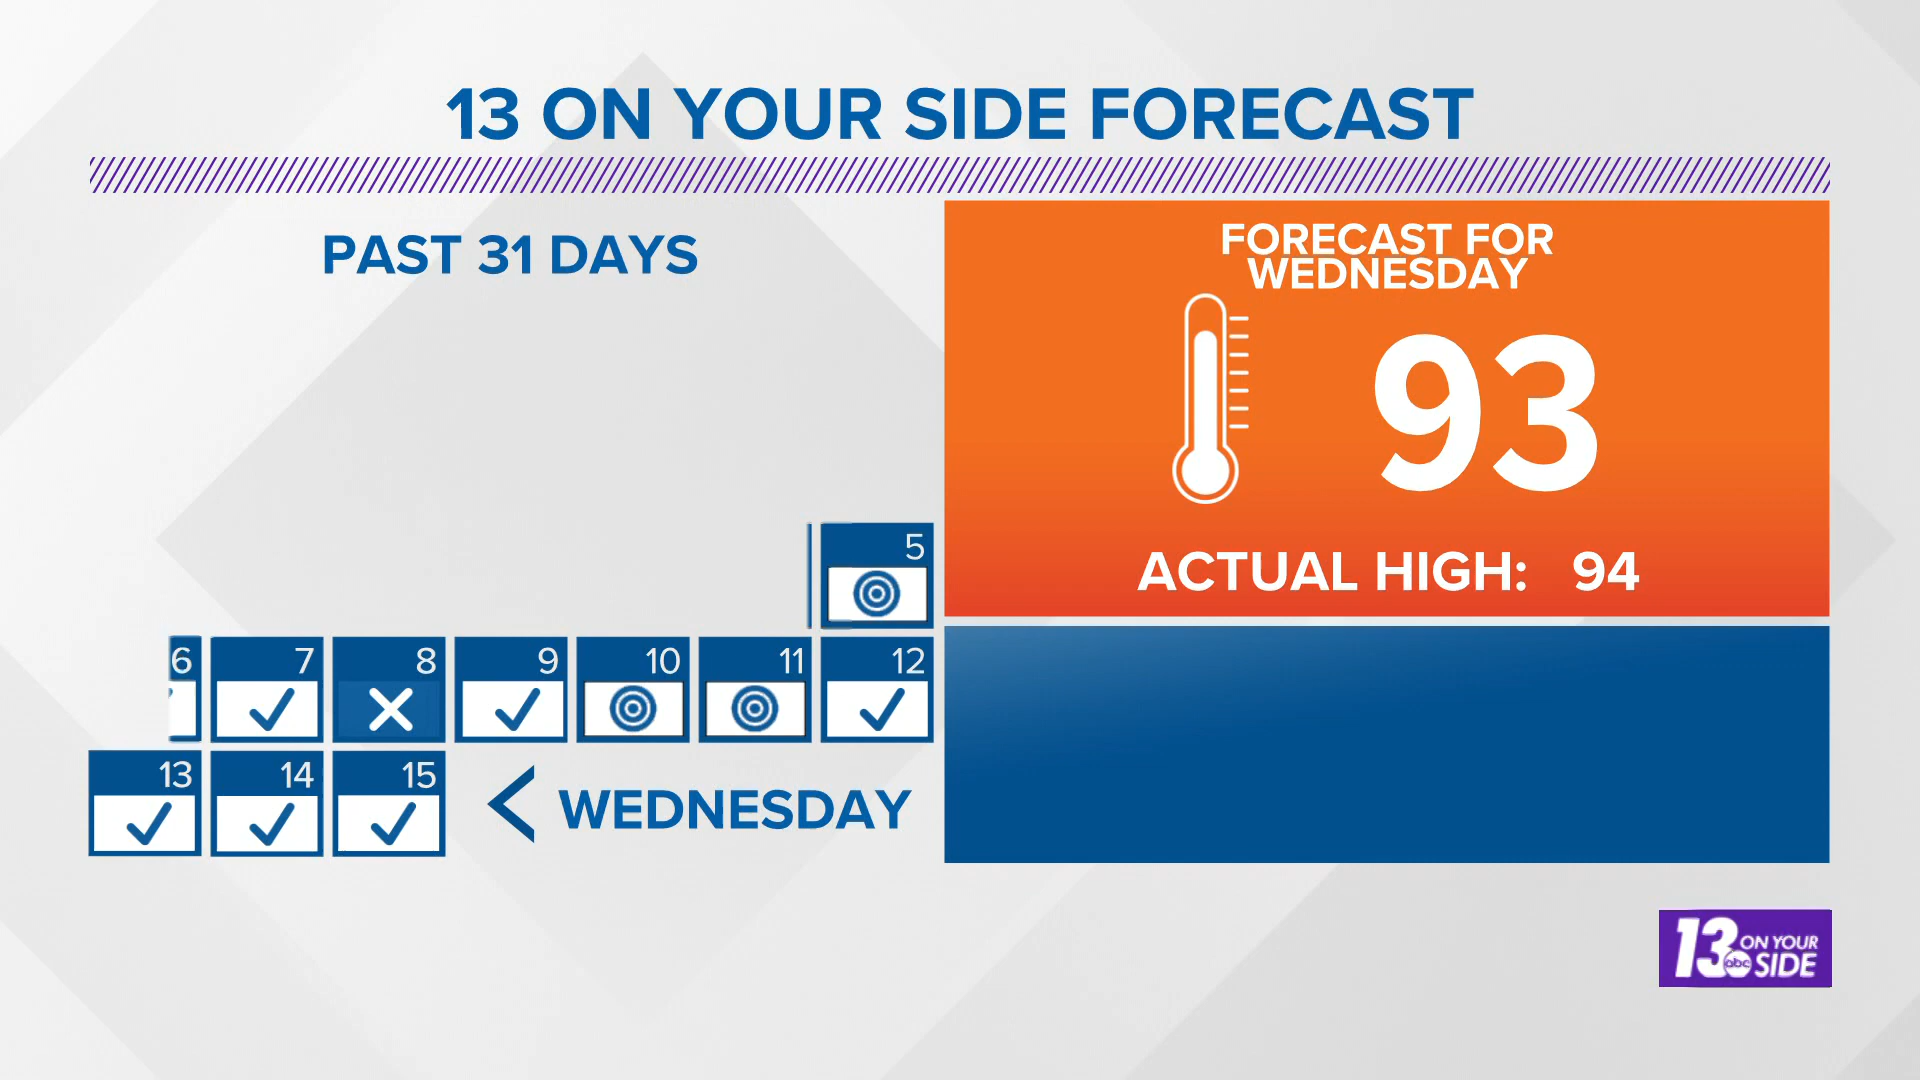 13 ON YOUR SIDE FORECAST
PAST 31 DAYS
FORECAST FOR
WEDNESDAY
93
ACTUAL HIGH: 94
5
6 7 8 9 10 11 12
13 14 15
WEDNESDAY
13 ON YOUR
abc SIDE